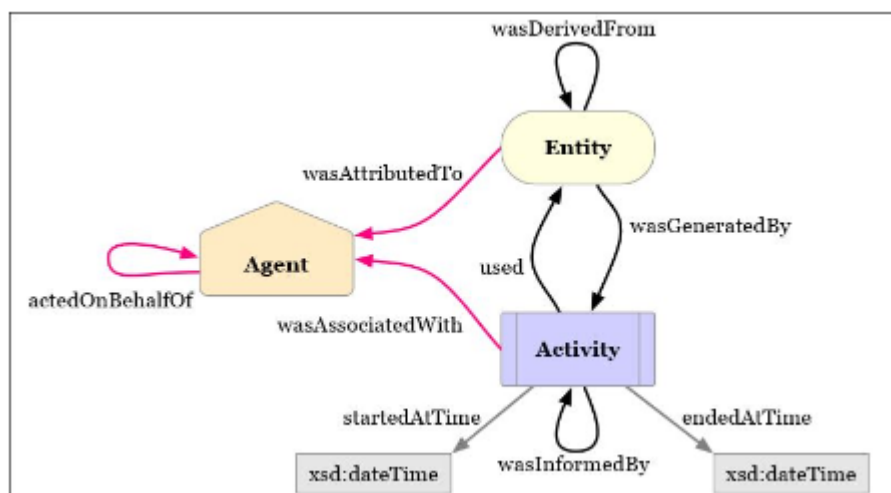 wasDerivedFrom
Entity
wasAttributedTo
wasGeneratedBy
Agent
used
actedOnBehalfOf
wasAssociatedWith
Activity
startedAtTime
endedAtTime
wasInformedBy
xsd:dateTime
xsd:dateTime